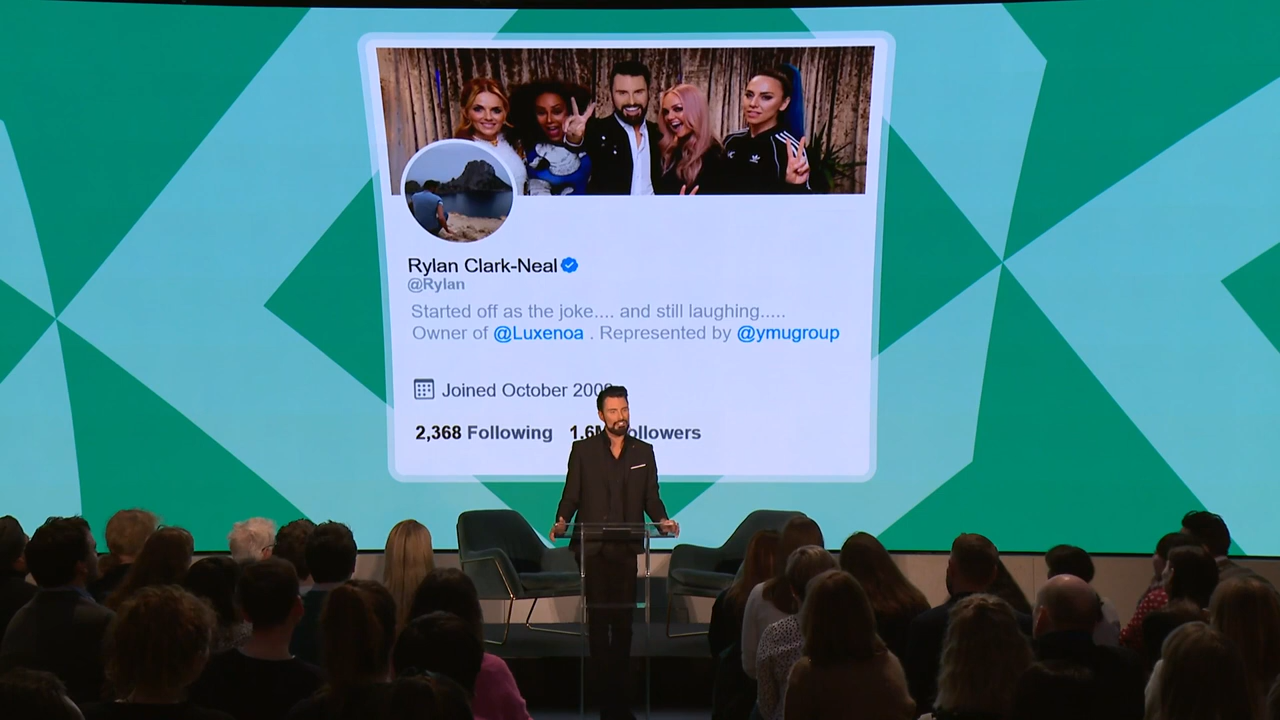 Rylan Clark-Neal
@Rylan
Started off as the joke.... and still laughing.....
Owner of @Luxenoa . Represented by @ymugroup
Joined October
2,368 Following